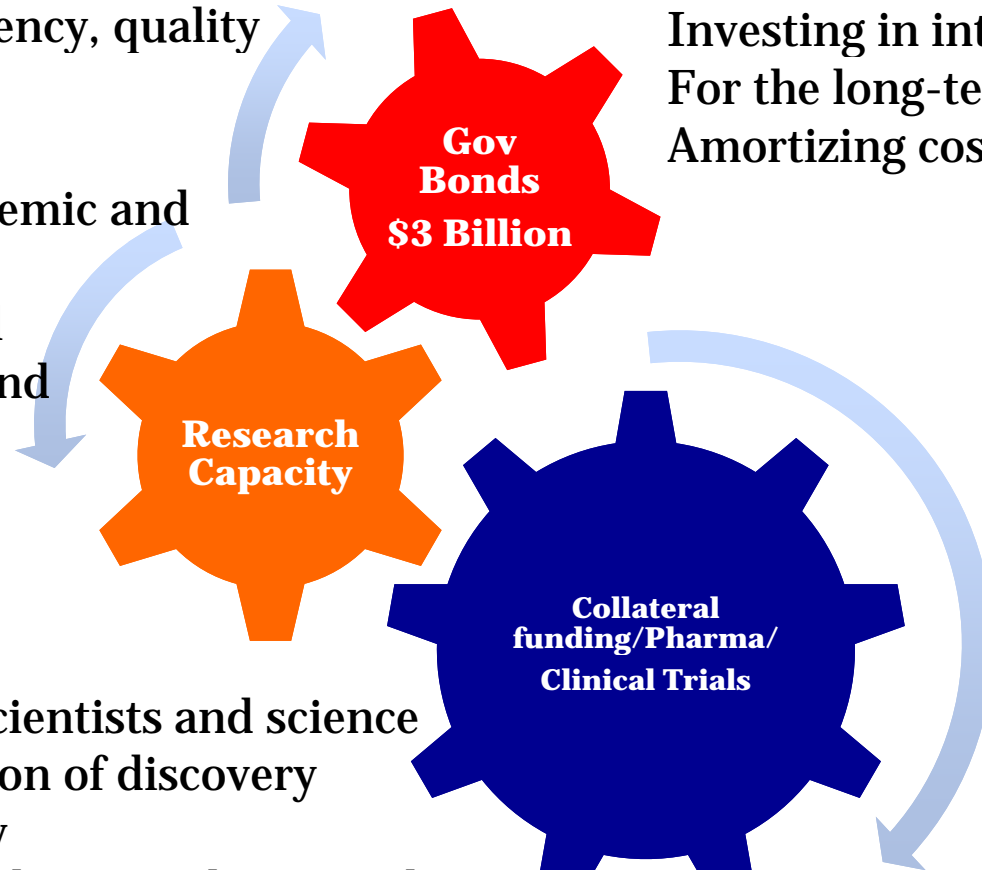 ency, quality
Investing in int
For the long-te
Amortizing cos
Gov
Bonds
$3 Billion
emic and
nd
Research
Capacity
Collateral
funding/Pharma/
Clinical Trials
cientists and science
ion of discovery
y